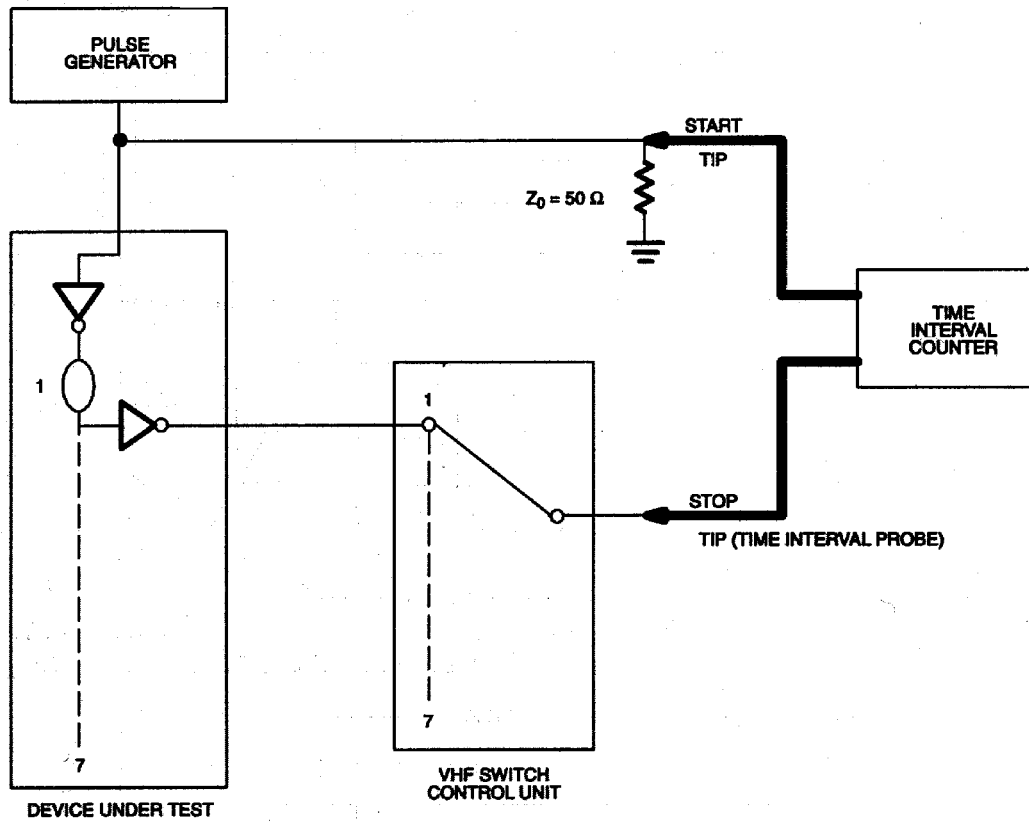 PULSE
GENERATOR
START
TIP
Z0 = 50 Ω
TIME
INTERVAL
COUNTER
1
1
STOP
TIP (TIME INTERVAL PROBE)
7
7
VHF SWITCH
CONTROL UNIT
DEVICE UNDER TEST